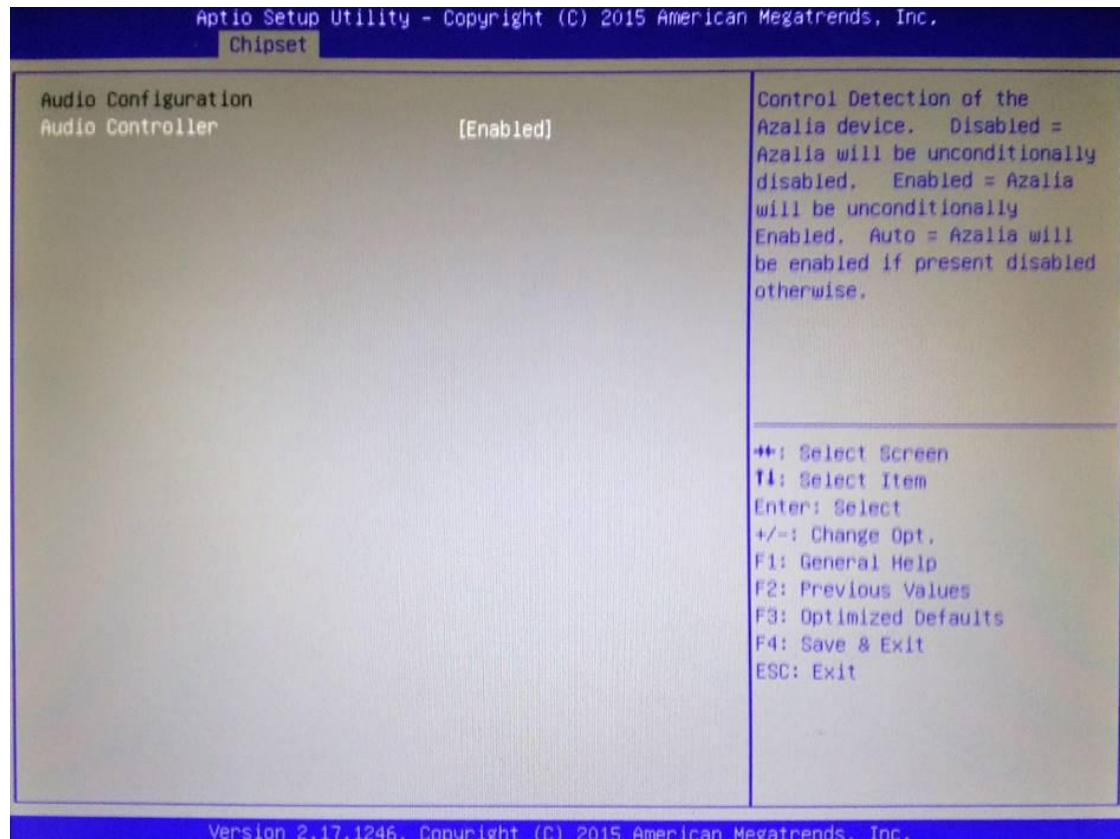 Aptio Setup Utility - Copyright (C) 2015 American Megatrends, Inc.
Chipset
Audio Configuration
Audio Controller [Enabled]
Control Detection of the
Azalia device. Disabled =
Azalia will be unconditionally
disabled. Enabled = Azalia
will be unconditionally
Enabled. Auto = Azalia will
be enabled if present disabled
otherwise.
→←: Select Screen
↑↓: Select Item
Enter: Select
+/-: Change Opt.
F1: General Help
F2: Previous Values
F3: Optimized Defaults
F4: Save & Exit
ESC: Exit
Version 2.17.1246. Copyright (C) 2015 American Megatrends, Inc.